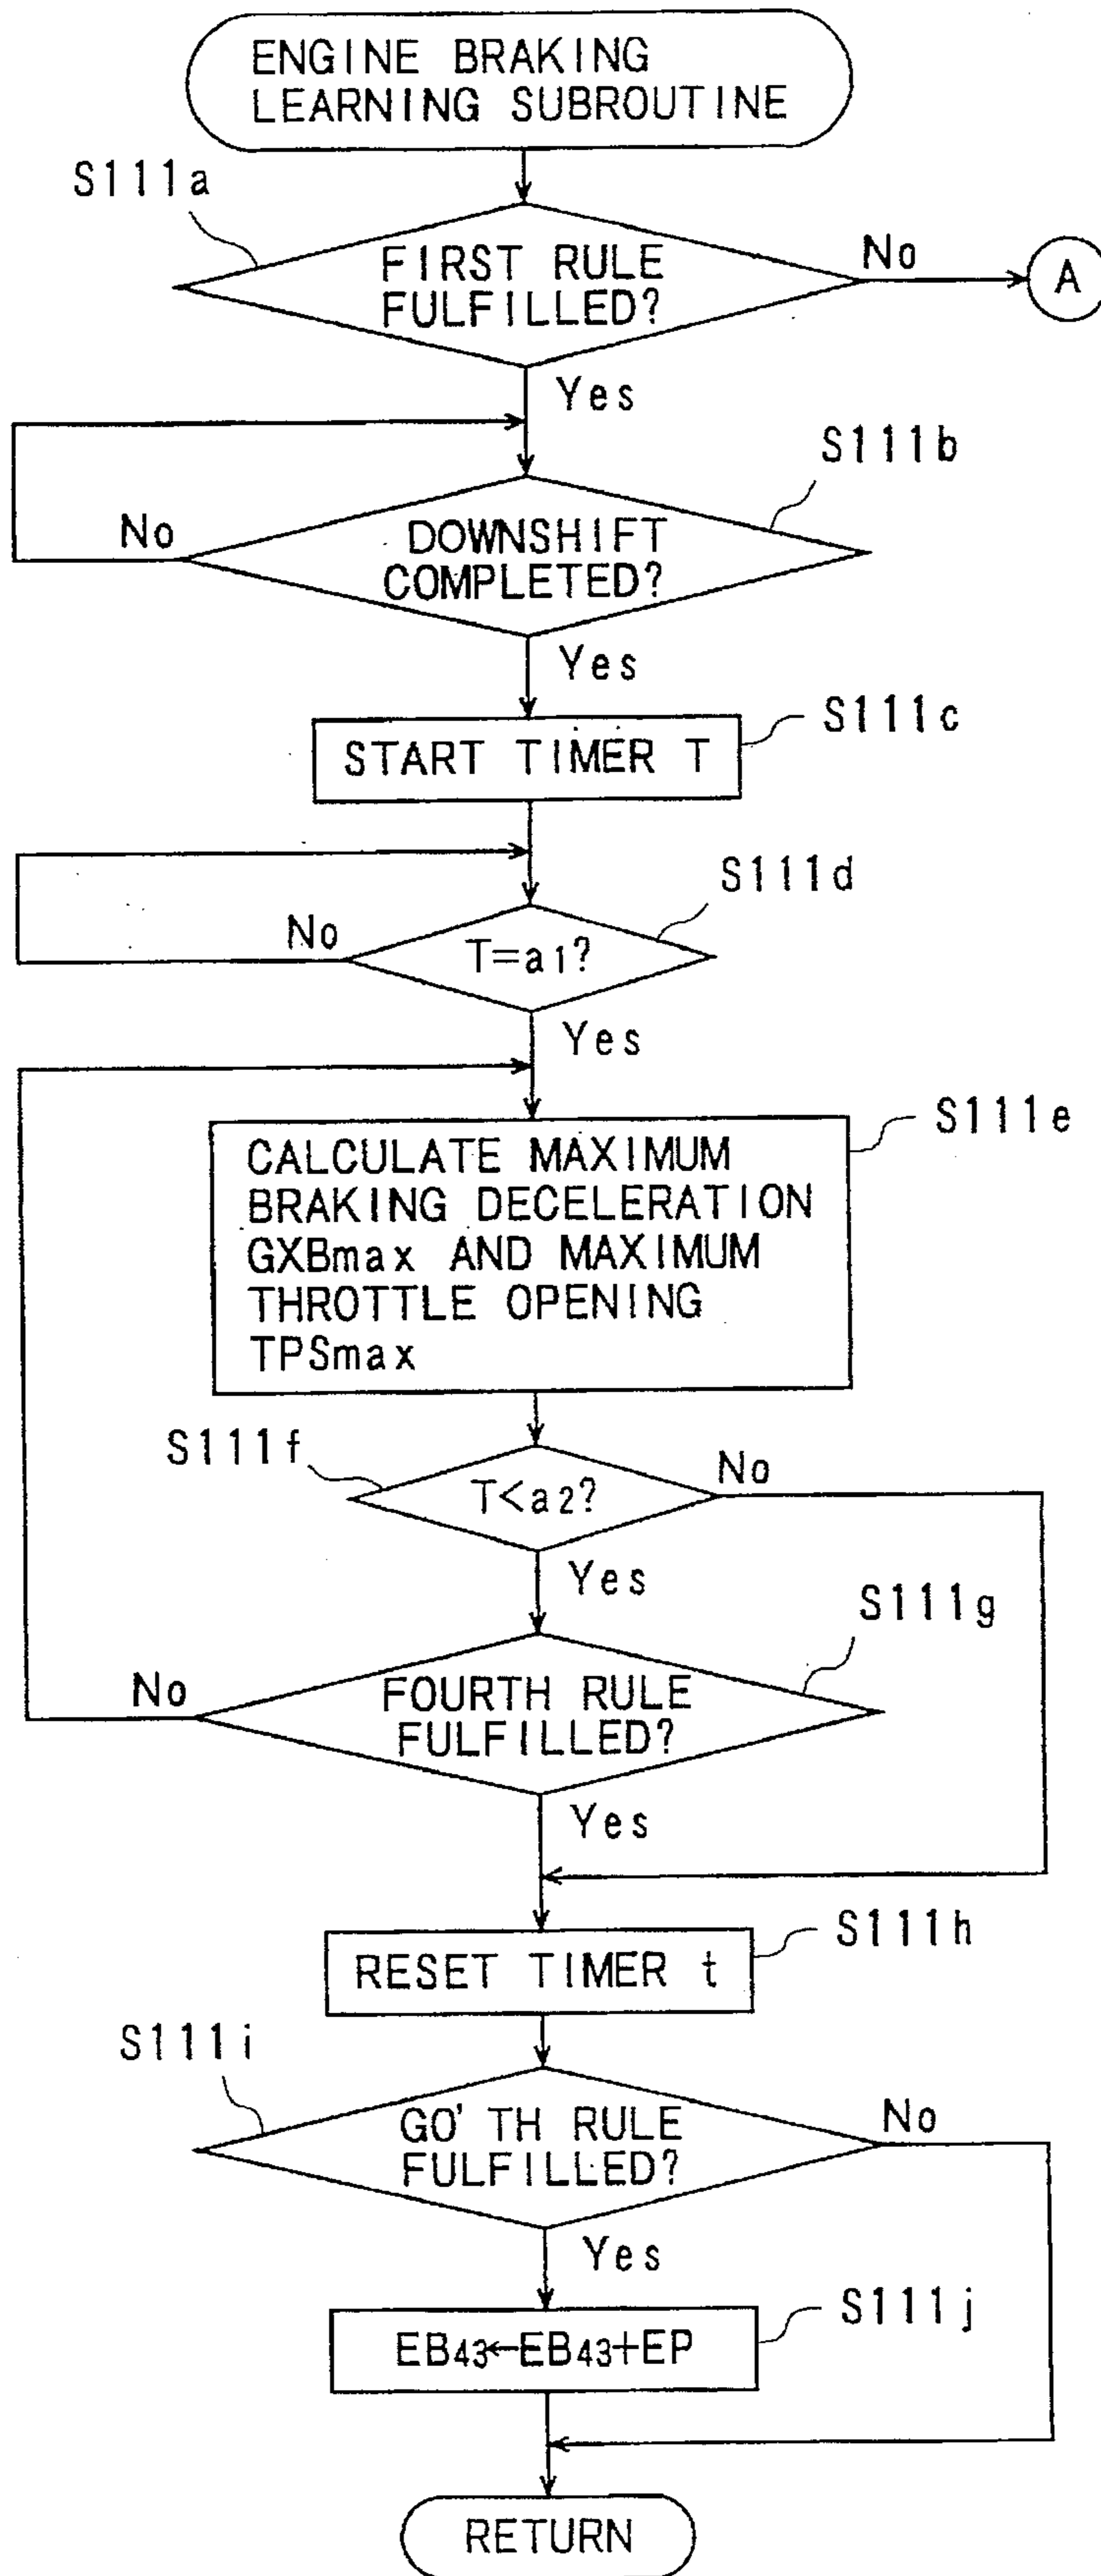 ENGINE BRAKING
LEARNING SUBROUTINE
S111a
FIRST RULE
FULFILLED?
No
A
Yes
S111b
No
DOWNSHIFT
COMPLETED?
Yes
S111c
START TIMER T
S111d
No
T=a1?
Yes
S111e
CALCULATE MAXIMUM
BRAKING DECELERATION
GXBmax AND MAXIMUM
THROTTLE OPENING
TPSmax
S111f
T<a2?
No
Yes
S111g
No
FOURTH RULE
FULFILLED?
Yes
S111h
RESET TIMER t
S111i
GO' TH RULE
FULFILLED?
No
Yes
S111j
EB43←EB43+EP
RETURN